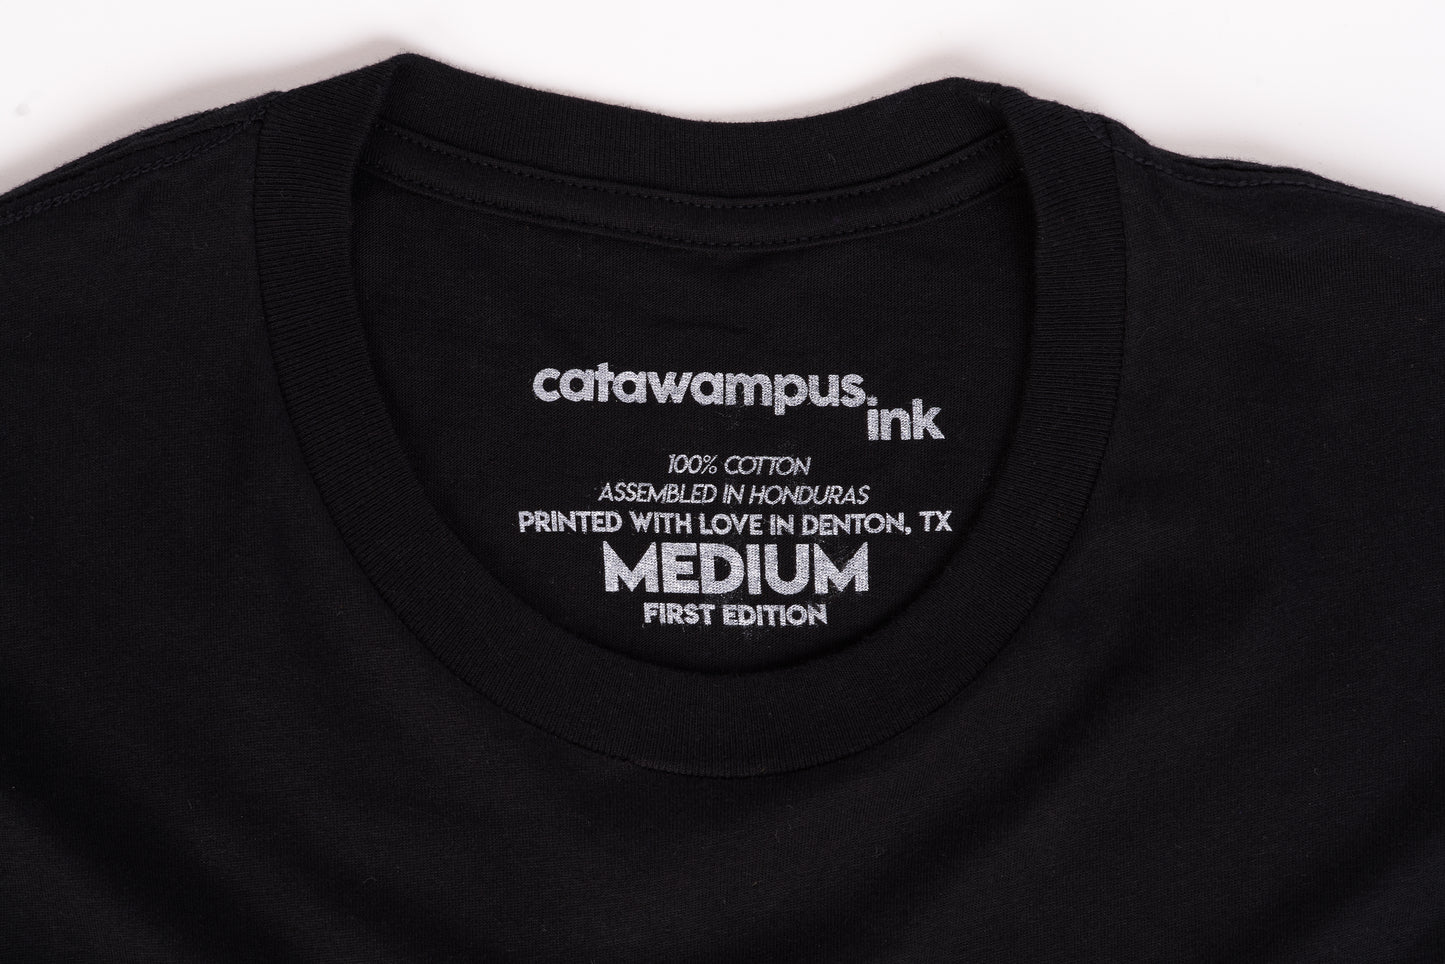 catawampus.
ink
100% COTTON
ASSEMBLED IN HONDURAS
PRINTED WITH LOVE IN DENTON, TX
MEDIUM
FIRST EDITION